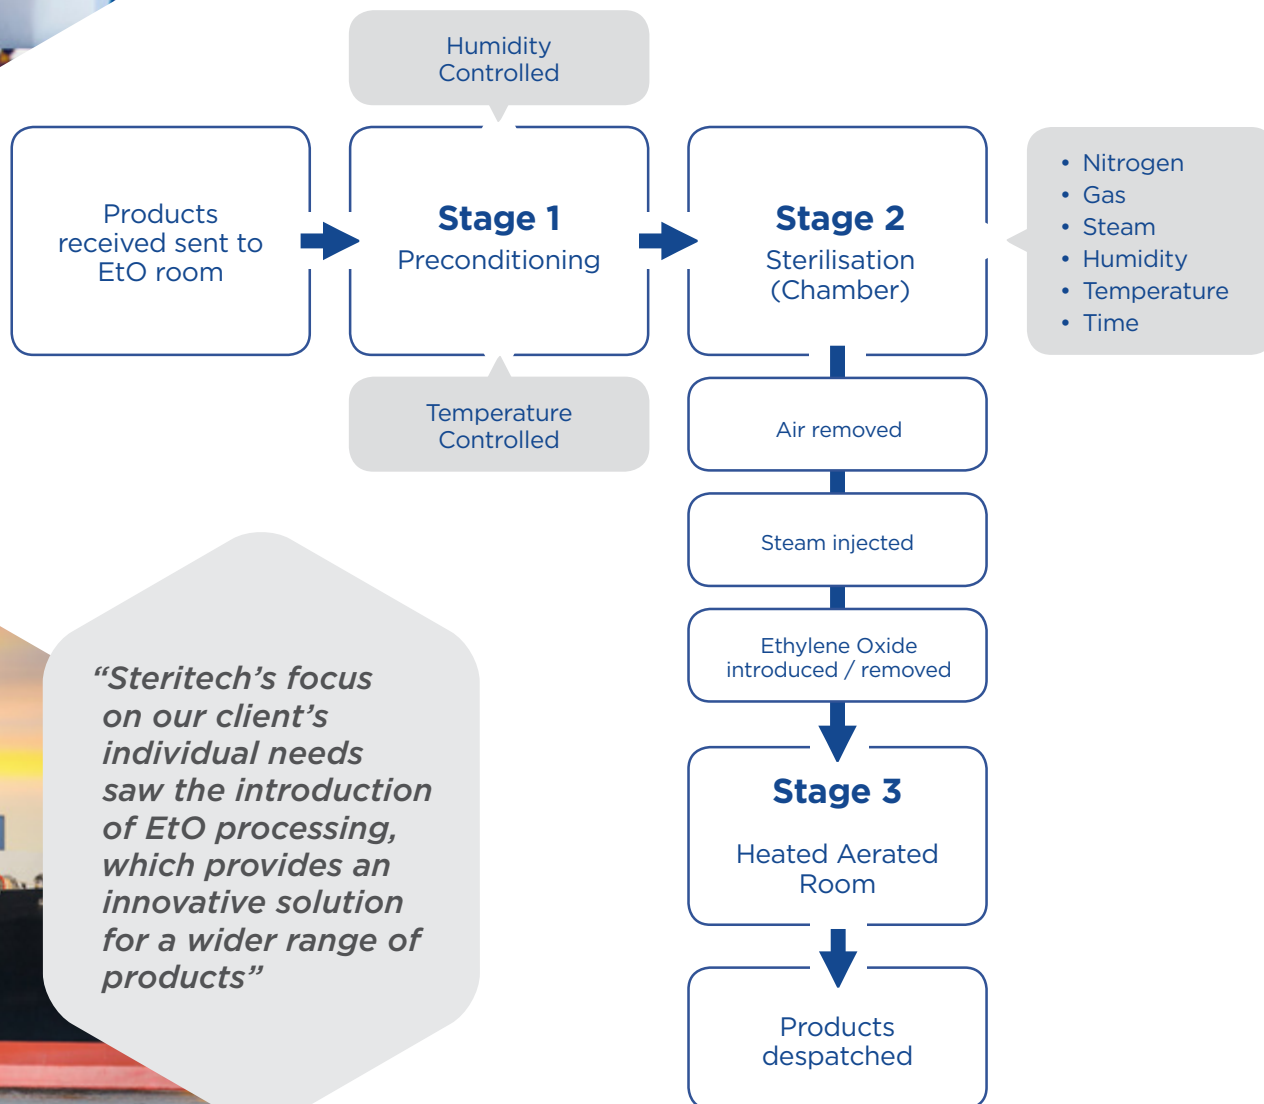 Humidity
Controlled
Products
received sent to
EtO room
Stage 1
Preconditioning
Stage 2
Sterilisation
(Chamber)
• Nitrogen
• Gas
• Steam
• Humidity
• Temperature
• Time
Temperature
Controlled
Air removed
Steam injected
Ethylene Oxide
introduced / removed
“Steritech’s focus
on our client’s
individual needs
saw the introduction
of EtO processing,
which provides an
innovative solution
for a wider range of
products”
Stage 3
Heated Aerated
Room
Products
despatched